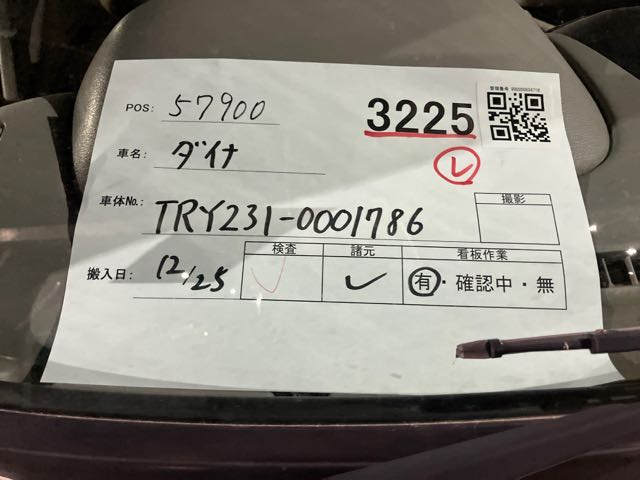 POS: 57900
3225
レ
車名: ダイナ
車体No.: TRY231-0001786
撮影
搬入日: 12/25
検査 諸元 看板作業
有・確認中・無